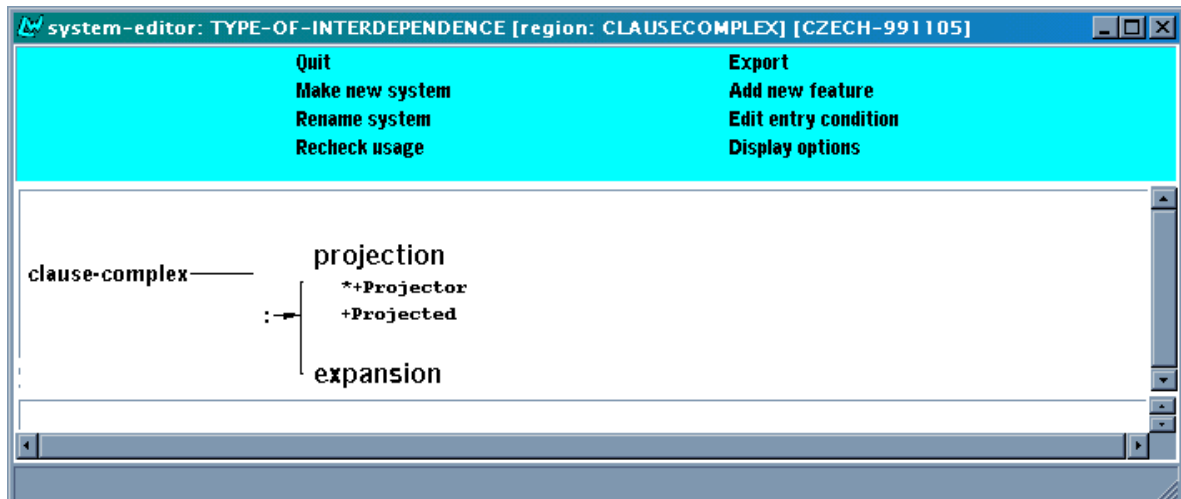 system-editor: TYPE-OF-INTERDEPENDENCE [region: CLAUSECOMPLEX] [CZECH-991105]
Quit Export
Make new system Add new feature
Rename system Edit entry condition
Recheck usage Display options
projection
clause-complex
*+Projector
: +Projected
expansion